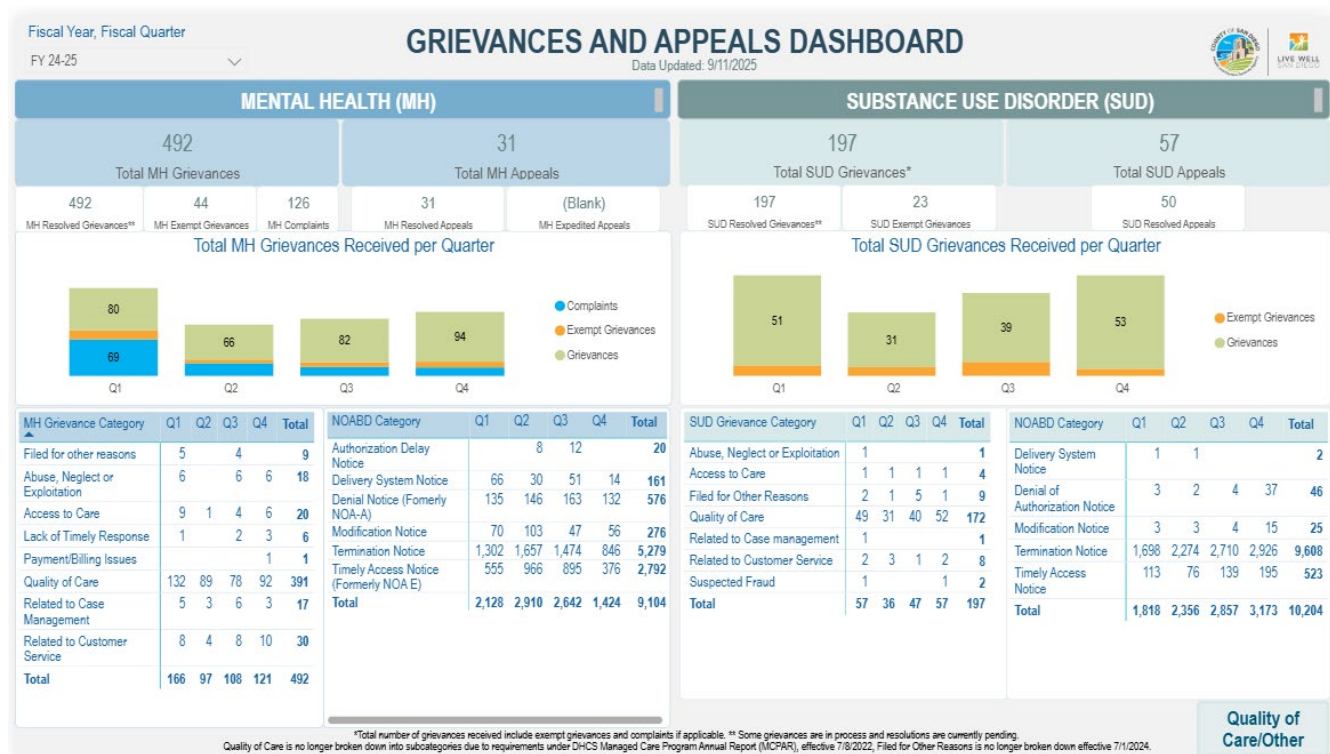 Fiscal Year, Fiscal Quarter
FY 24-25
GRIEVANCES AND APPEALS DASHBOARD
Data Updated: 9/11/2025
COUNTY OF SAN DIEGO
LIVE WELL
SAN DIEGO
MENTAL HEALTH (MH)
492
Total MH Grievances
31
Total MH Appeals
492
MH Resolved Grievances**
44
MH Exempt Grievances
126
MH Complaints
31
MH Resolved Appeals
(Blank)
MH Expedited Appeals
Total MH Grievances Received per Quarter
80
69
66
82
94
Q1
Q2
Q3
Q4
Complaints
Exempt Grievances
Grievances
MH Grievance Category Q1 Q2 Q3 Q4 Total
Filed for other reasons 5 4 9
Abuse, Neglect or
Exploitation 6 6 6 18
Access to Care 9 1 4 6 20
Lack of Timely Response 1 2 3 6
Payment/Billing Issues 1 1
Quality of Care 132 89 78 92 391
Related to Case
Management 5 3 6 3 17
Related to Customer
Service 8 4 8 10 30
Total 166 97 108 121 492
NOABD Category Q1 Q2 Q3 Q4 Total
Authorization Delay
Notice 8 12 20
Delivery System Notice 66 30 51 14 161
Denial Notice (Fomerly
NOA-A) 135 146 163 132 576
Modification Notice 70 103 47 56 276
Termination Notice 1,302 1,657 1,474 846 5,279
Timely Access Notice
(Formerly NOA E) 555 966 895 376 2,792
Total 2,128 2,910 2,642 1,424 9,104
SUBSTANCE USE DISORDER (SUD)
197
Total SUD Grievances*
57
Total SUD Appeals
197
SUD Resolved Grievances**
23
SUD Exempt Grievances
50
SUD Resolved Appeals
Total SUD Grievances Received per Quarter
51
31
39
53
Q1
Q2
Q3
Q4
Exempt Grievances
Grievances
SUD Grievance Category Q1 Q2 Q3 Q4 Total
Abuse, Neglect or Exploitation 1 1
Access to Care 1 1 1 1 4
Filed for Other Reasons 2 1 5 1 9
Quality of Care 49 31 40 52 172
Related to Case management 1 1
Related to Customer Service 2 3 1 2 8
Suspected Fraud 1 1 2
Total 57 36 47 57 197
NOABD Category Q1 Q2 Q3 Q4 Total
Delivery System
Notice 1 1 2
Denial of
Authorization Notice 3 2 4 37 46
Modification Notice 3 3 4 15 25
Termination Notice 1,698 2,274 2,710 2,926 9,608
Timely Access
Notice 113 76 139 195 523
Total 1,818 2,356 2,857 3,173 10,204
*Total number of grievances received include exempt grievances and complaints if applicable. ** Some grievances are in process and resolutions are currently pending.
Quality of Care is no longer broken down into subcategories due to requirements under DHCS Managed Care Program Annual Report (MCPAR), effective 7/8/2022, Filed for Other Reasons is no longer broken down effective 7/1/2024.
Quality of
Care/Other